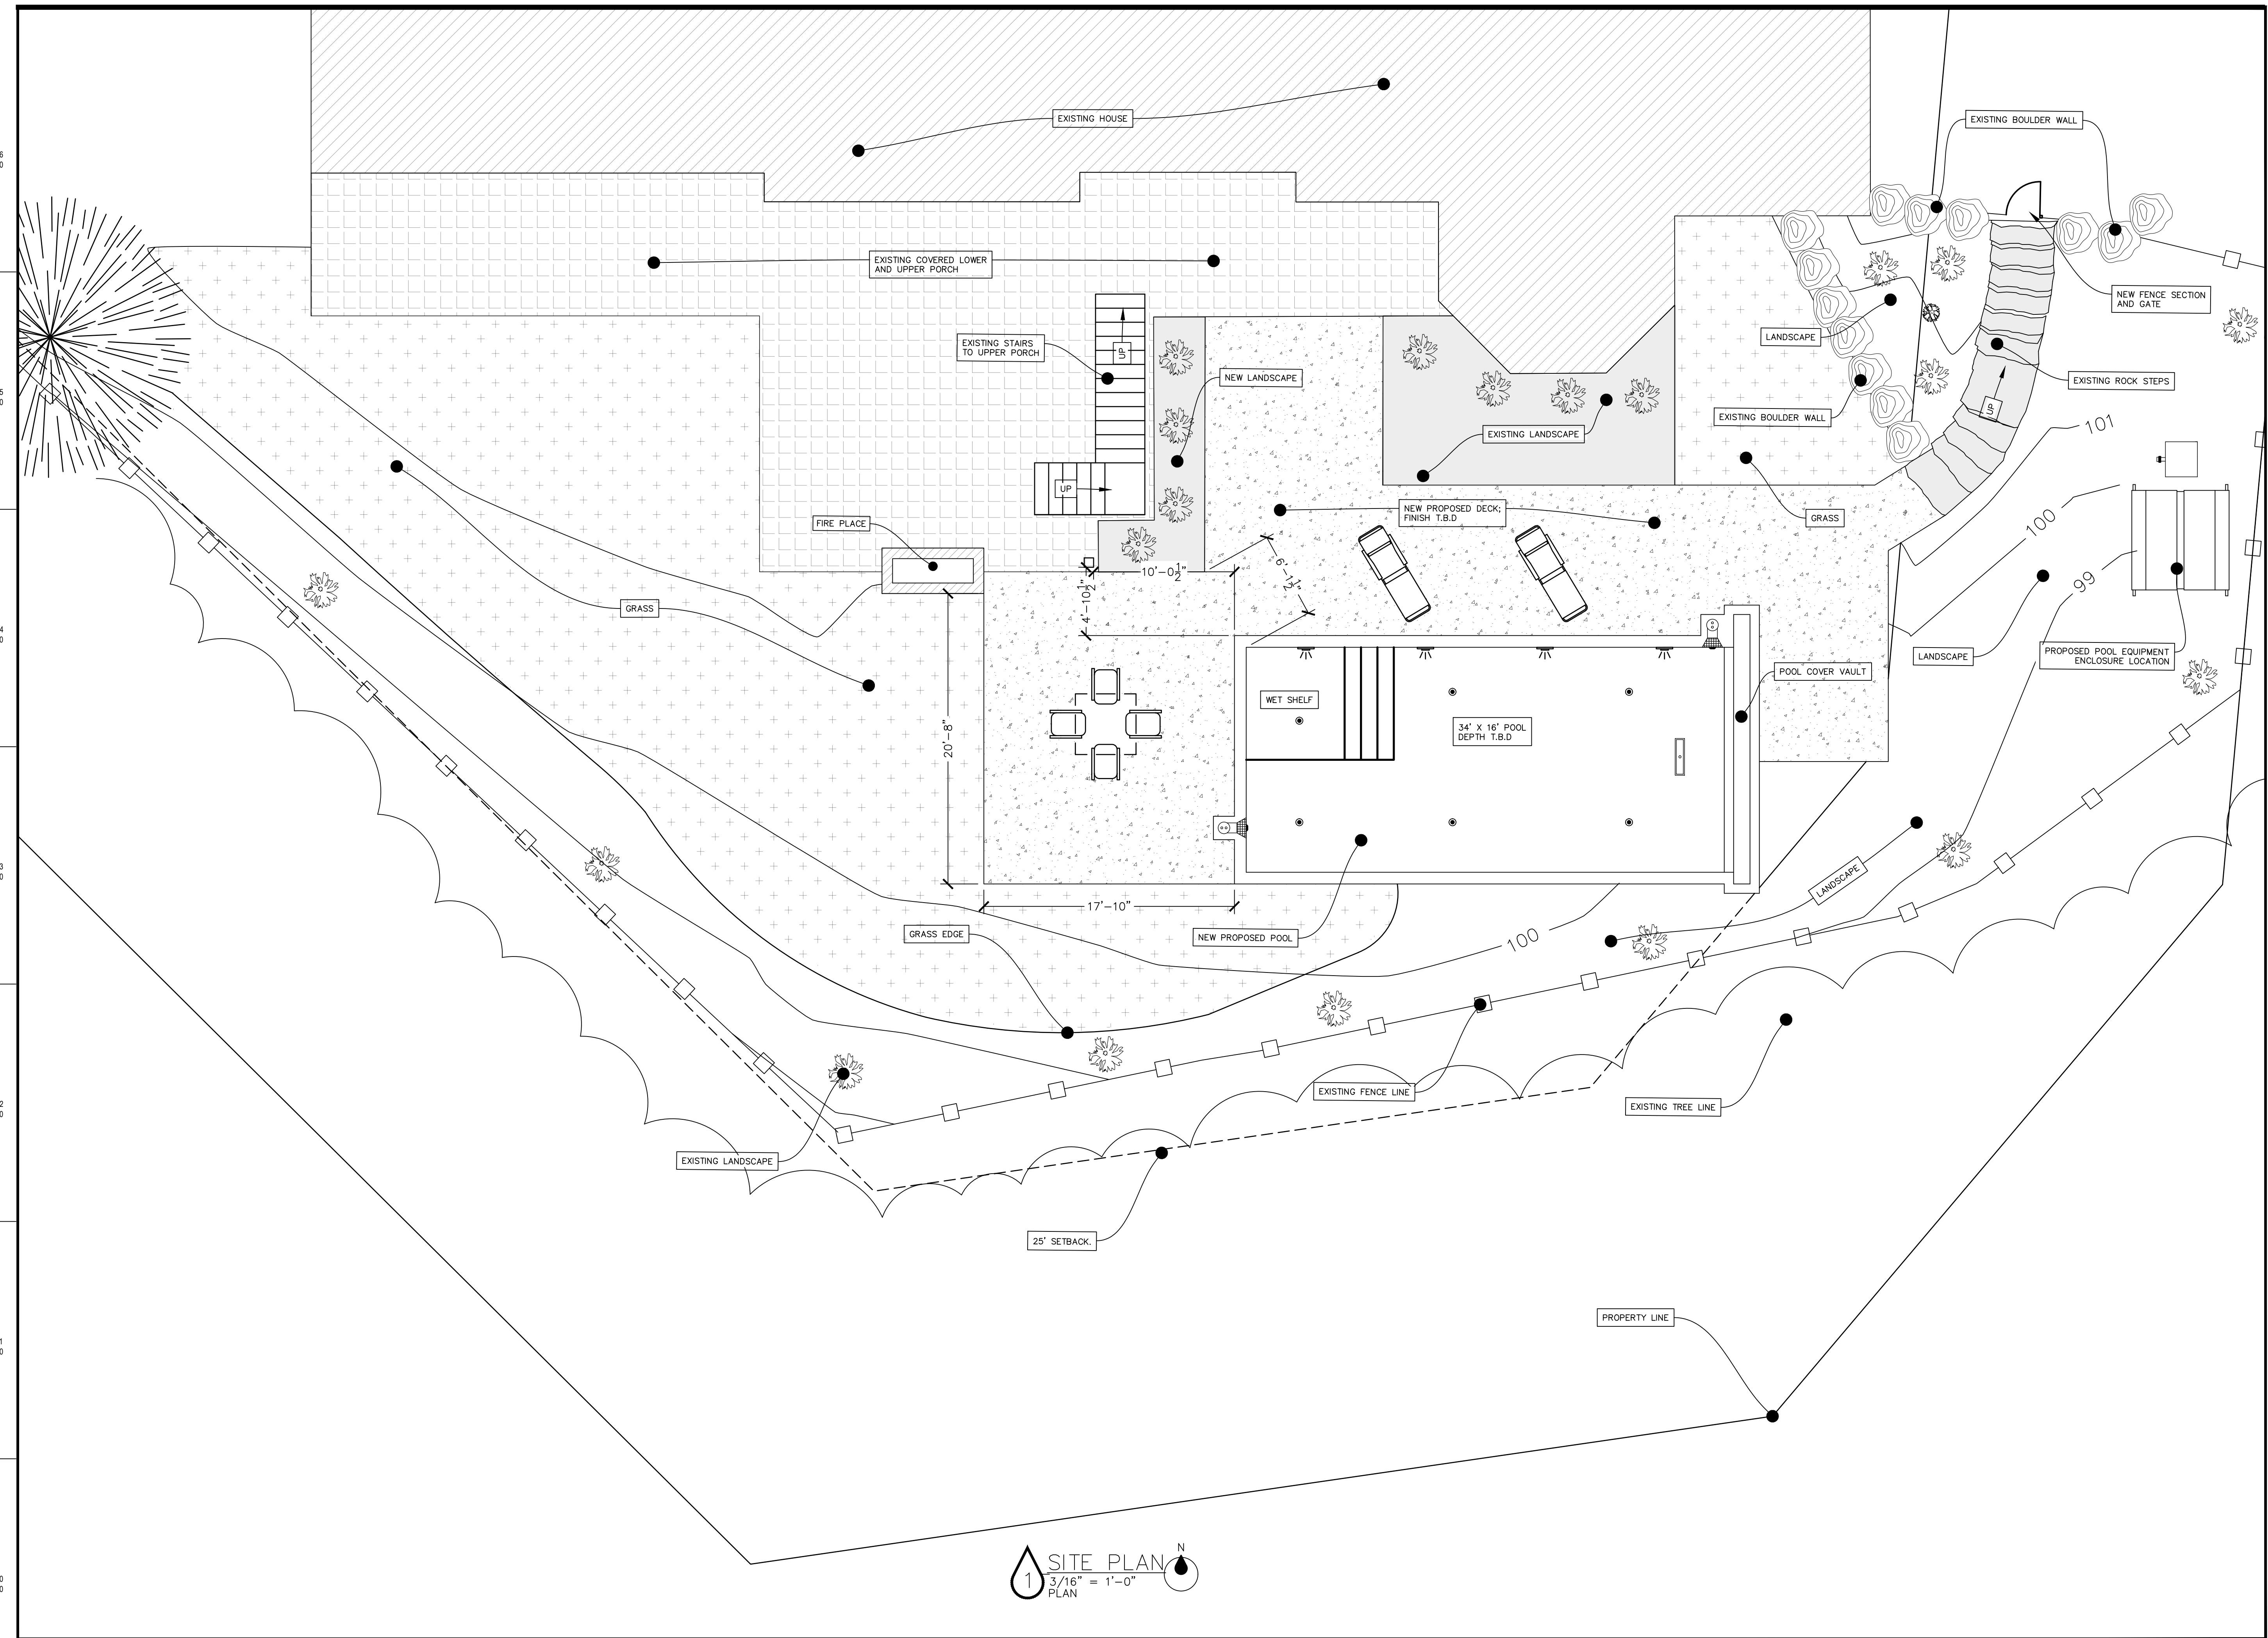 EXISTING HOUSE
EXISTING BOULDER WALL
EXISTING COVERED LOWER
AND UPPER PORCH
NEW FENCE SECTION
AND GATE
EXISTING STAIRS
TO UPPER PORCH
UP
LANDSCAPE
NEW LANDSCAPE
EXISTING ROCK STEPS
UP
EXISTING BOULDER WALL
101
EXISTING LANDSCAPE
UP
FIRE PLACE
NEW PROPOSED DECK;
FINISH T.B.D
GRASS
100
10'-0 1/2"
6'-1 1/2"
4'-10 1/2"
99
GRASS
LANDSCAPE
PROPOSED POOL EQUIPMENT
ENCLOSURE LOCATION
POOL COVER VAULT
WET SHELF
34' X 16' POOL
DEPTH T.B.D
20'-8"
LANDSCAPE
17'-10"
GRASS EDGE
NEW PROPOSED POOL
100
EXISTING FENCE LINE
EXISTING TREE LINE
EXISTING LANDSCAPE
25' SETBACK.
PROPERTY LINE
N
1
SITE PLAN
3/16" = 1'-0"
PLAN